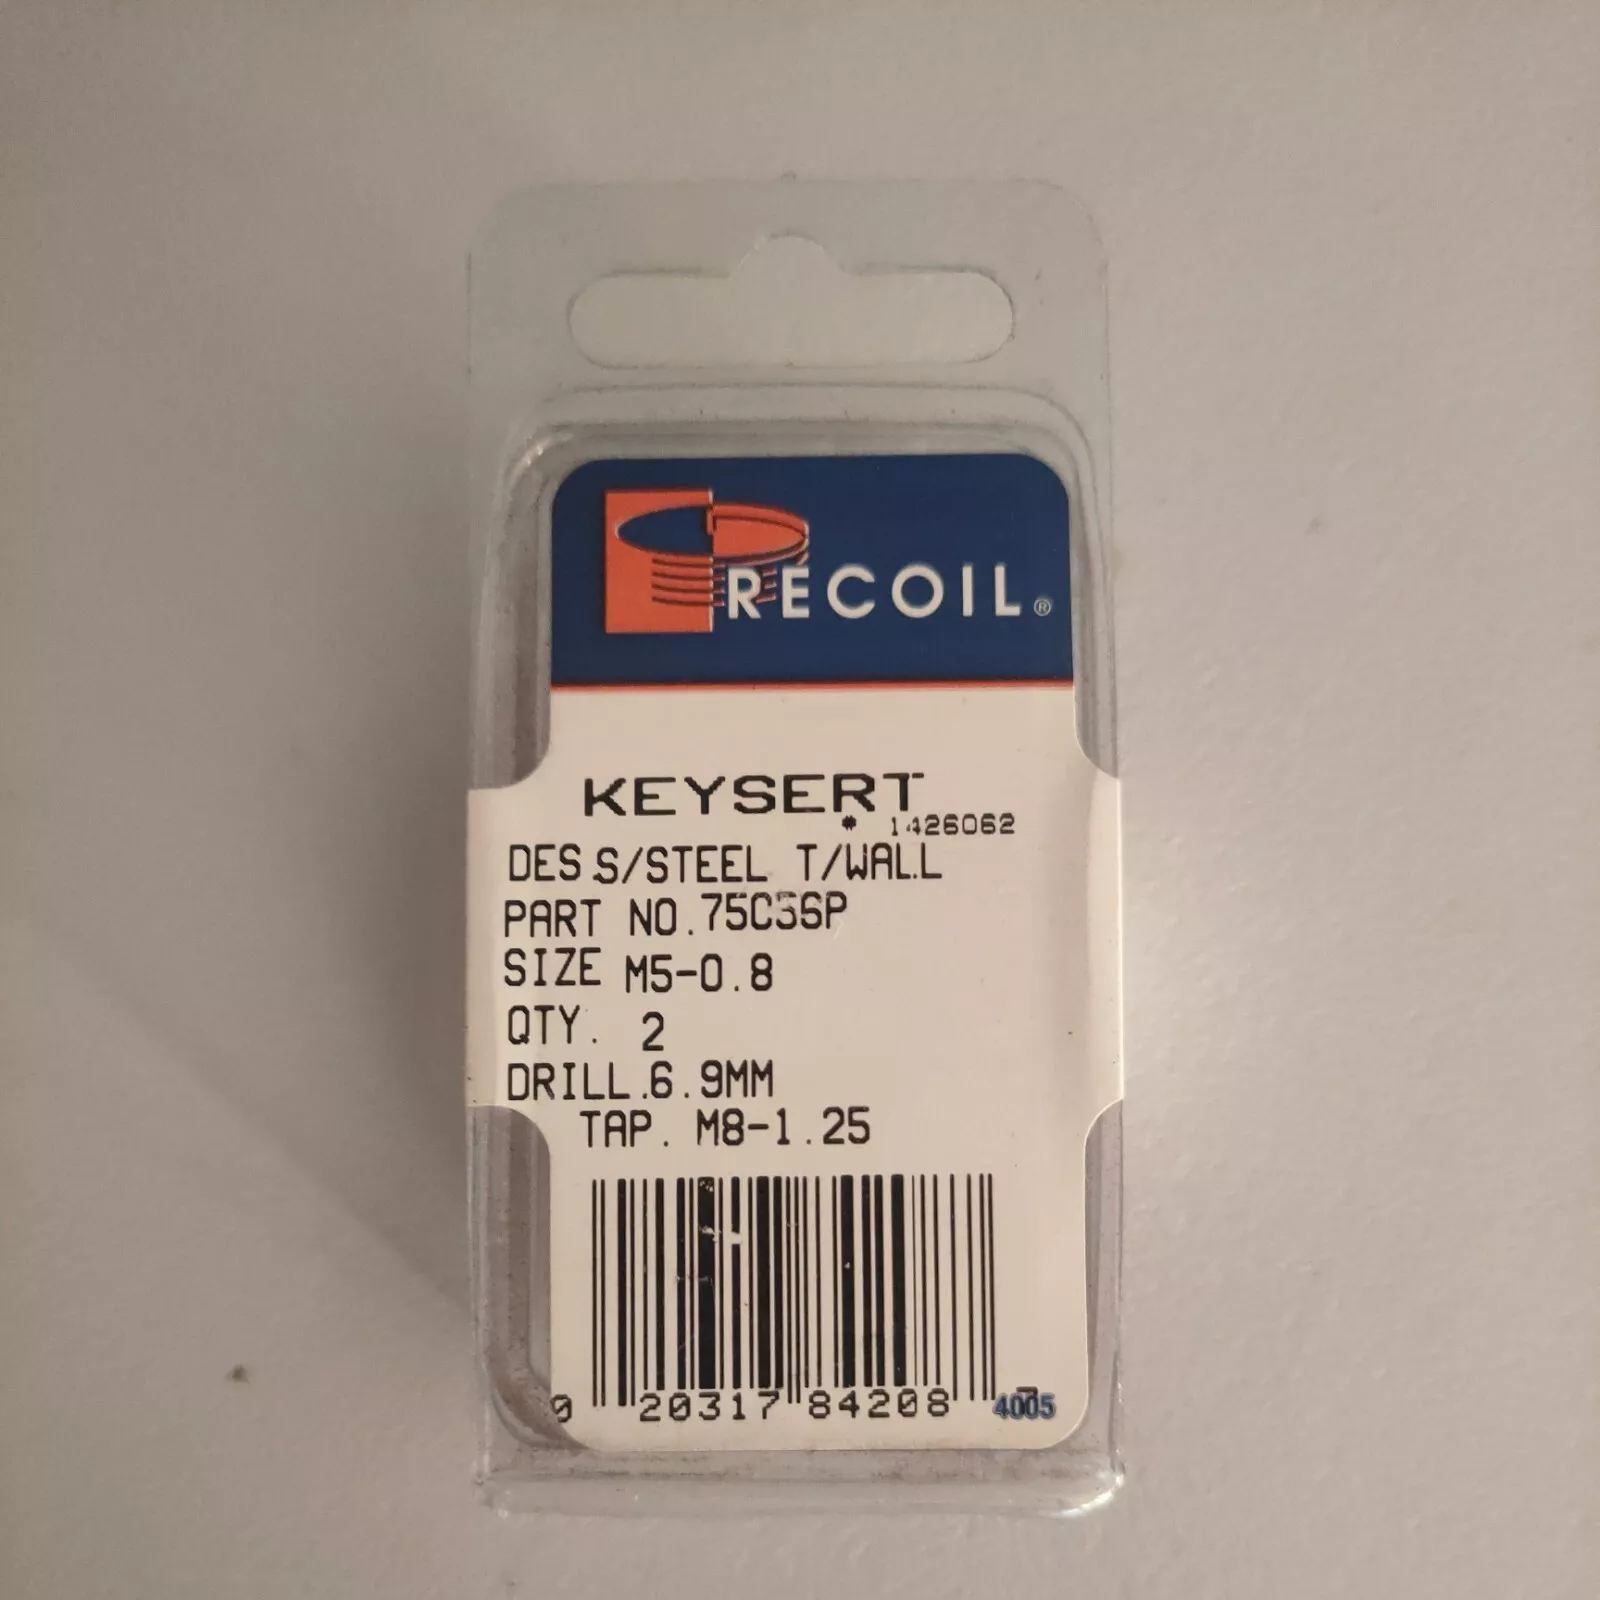 RECOIL®
KEYSERT
* 1426062
DES S/STEEL T/WALL
PART NO.
SIZE M5-0.8
QTY. 2
DRILL.6.9MM
TAP. M8-1.25
0 20317 84208
4005